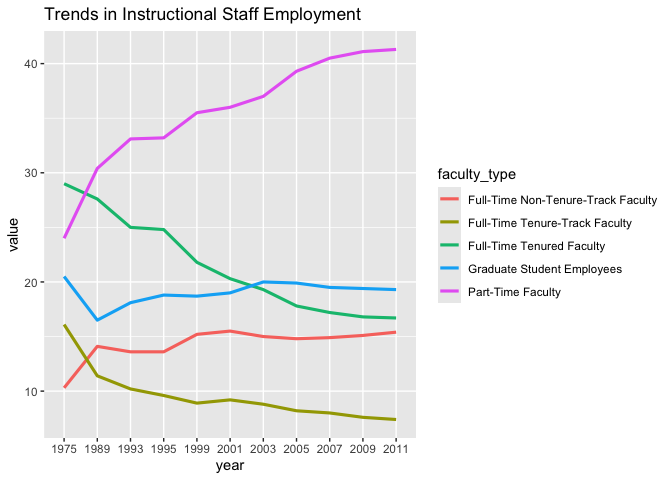 Trends in Instructional Staff Employment
40
30
20
10
value
1975 1989 1993 1995 1999 2001 2003 2005 2007 2009 2011
year
faculty_type
Full-Time Non-Tenure-Track Faculty
Full-Time Tenure-Track Faculty
Full-Time Tenured Faculty
Graduate Student Employees
Part-Time Faculty